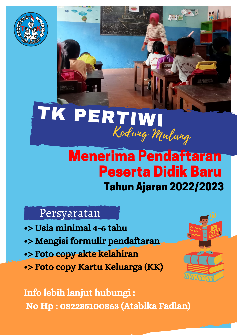 TK PERTIWI
Kedung Mulung
Menerima Pendaftaran
Peserta Didik Baru
Tahun Ajaran 2022/2023
Persyaratan
•> Usia minimal 4-6 tahu
•> Mengisi formulir pendaftaran
•> Foto copy akte kelahiran
•> Foto copy Kartu Keluarga (KK)
Info lebih lanjut hubungi :
No Hp : (Atabika Fadlan)